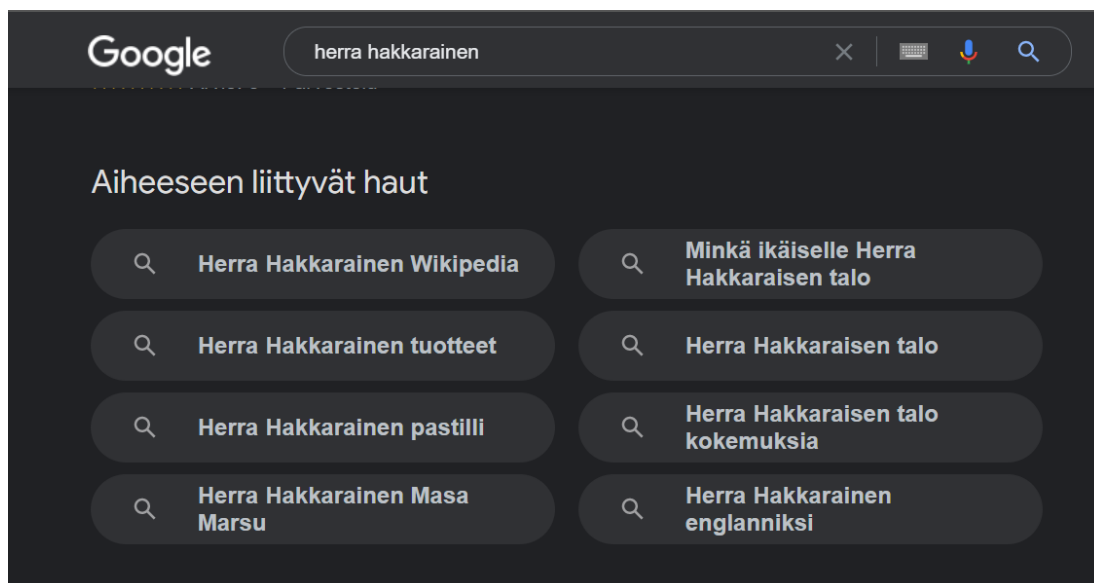 Google
herra hakkarainen
Aiheeseen liittyvät haut
Herra Hakkarainen Wikipedia
Minkä ikäiselle Herra
Hakkaraisen talo
Herra Hakkarainen tuotteet
Herra Hakkaraisen talo
Herra Hakkarainen pastilli
Herra Hakkaraisen talo
kokemuksia
Herra Hakkarainen Masa
Marsu
Herra Hakkarainen
englanniksi